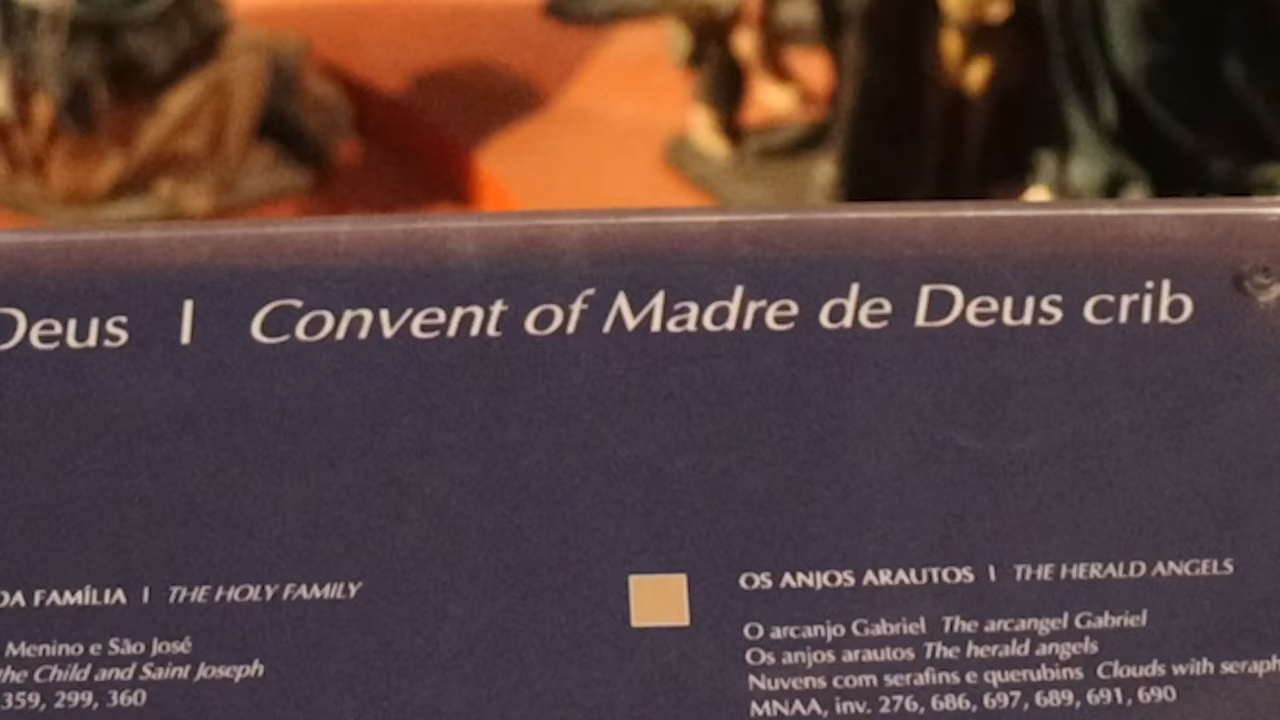 Deus | Convent of Madre de Deus crib
DA FAMÍLIA | THE HOLY FAMILY
Menino e São José
the Child and Saint Joseph
359, 299, 360
OS ANJOS ARAUTOS | THE HERALD ANGELS
O arcanjo Gabriel The arcangel Gabriel
Os anjos arautos The herald angels
Nuvens com serafins e querubins Clouds with seraph
MNAA, inv. 276, 686, 697, 689, 691, 690